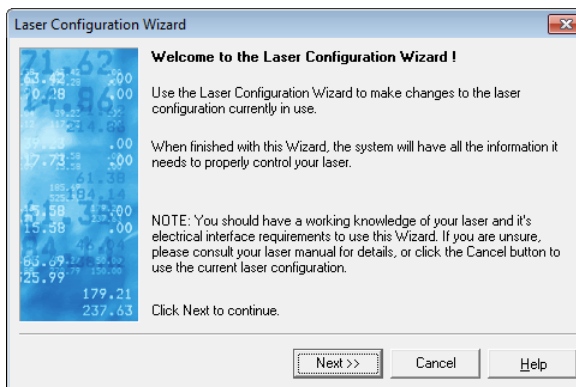 Laser Configuration Wizard
Welcome to the Laser Configuration Wizard !
Use the Laser Configuration Wizard to make changes to the laser
configuration currently in use.
When finished with this Wizard, the system will have all the information it
needs to properly control your laser.
NOTE: You should have a working knowledge of your laser and it's
electrical interface requirements to use this Wizard. If you are unsure,
please consult your laser manual for details, or click the Cancel button to
use the current laser configuration.
Click Next to continue.
179.21
237.63
Next >>
Cancel
Help